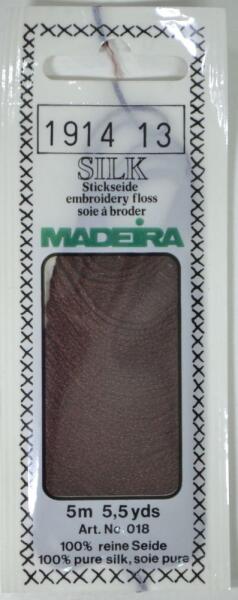 1914 13
SILK
Stickseide
embroidery floss
soie à broder
MADEIRA
5m 5,5yds
Art. No 018
100% reine Seide
100% pure silk, soie pure